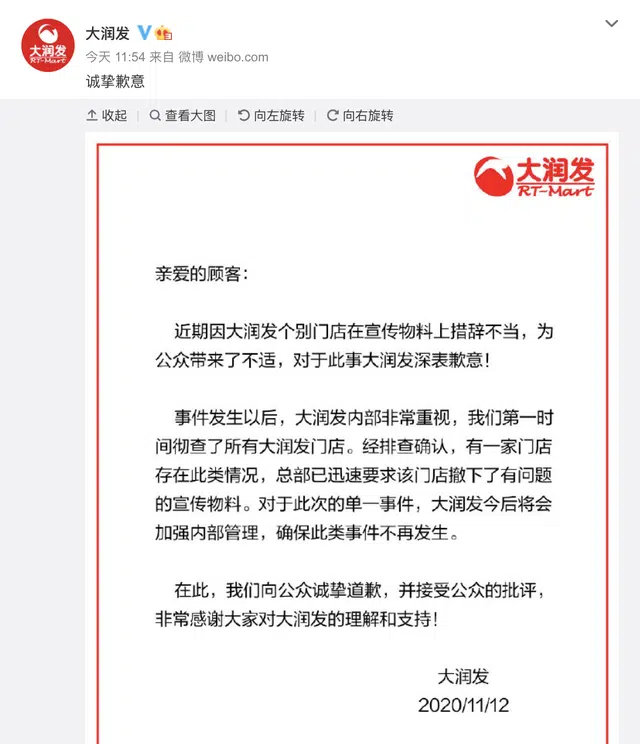 大润发
RT-Mart
大润发
今天 11:54 来自 微博 weibo.com
诚挚歉意
收起 查看大图 向左旋转 向右旋转
大润发
RT-Mart
亲爱的顾客：
近期因大润发个别门店在宣传物料上措辞不当，为
公众带来了不适，对于此事大润发深表歉意！
事件发生以后，大润发内部非常重视，我们第一时
间彻查了所有大润发门店。经排查确认，有一家门店
存在此类情况，总部已迅速要求该门店撤下了有问题
的宣传物料。对于此次的单一事件，大润发今后将会
加强内部管理，确保此类事件不再发生。
在此，我们向公众诚挚道歉，并接受公众的批评，
非常感谢大家对大润发的理解和支持！
大润发
2020/11/12